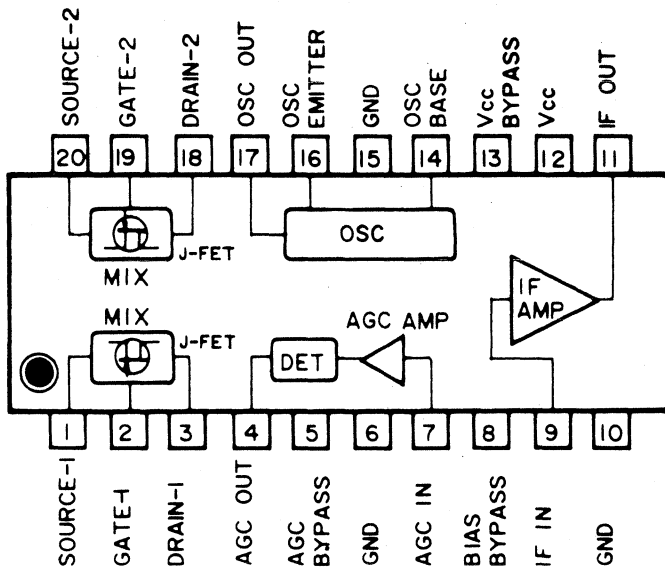 SOURCE-2
GATE-2
DRAIN-2
OSC OUT
OSC
EMITTER
GND
OSC
BASE
Vcc
BYPASS
Vcc
IF OUT
20
19
18
17
16
15
14
13
12
11
J-FET
MIX
OSC
MIX
J-FET
DET
AGC AMP
IF
AMP
1
2
3
4
5
6
7
8
9
10
SOURCE-1
GATE-1
DRAIN-1
AGC OUT
AGC
BYPASS
GND
AGC IN
BIAS
BYPASS
IF IN
GND